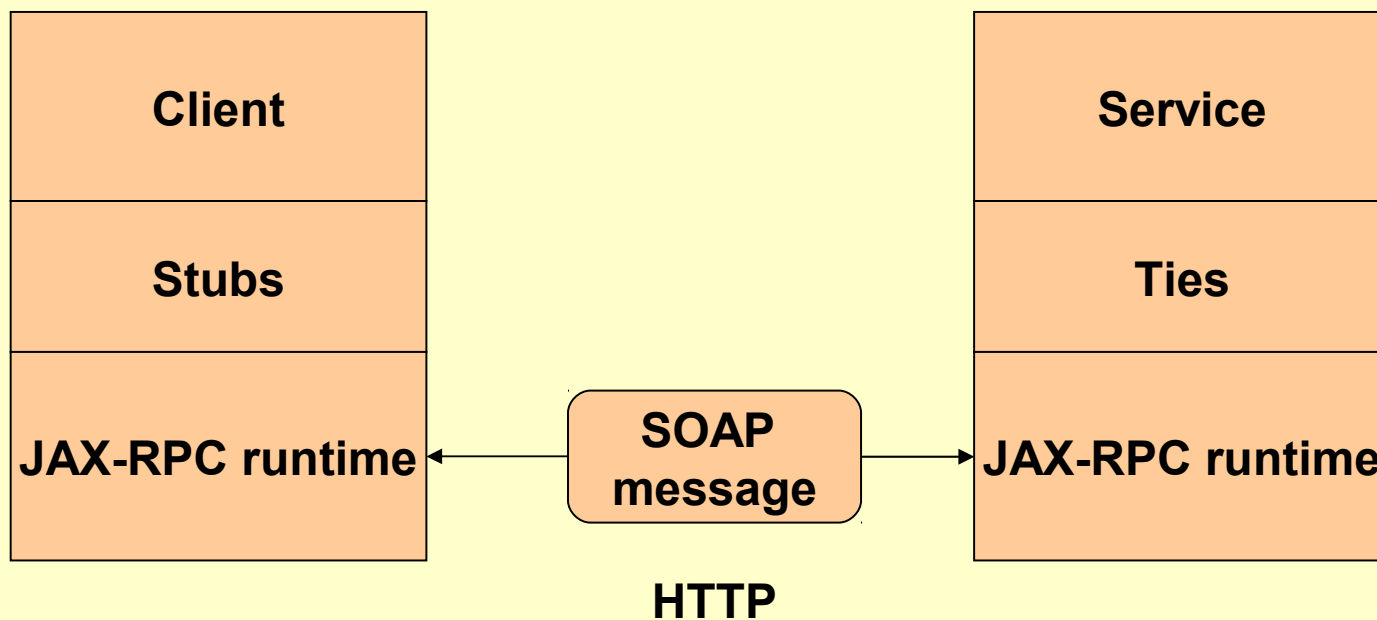 Client
Stubs
JAX-RPC runtime
SOAP
message
HTTP
Service
Ties
JAX-RPC runtime